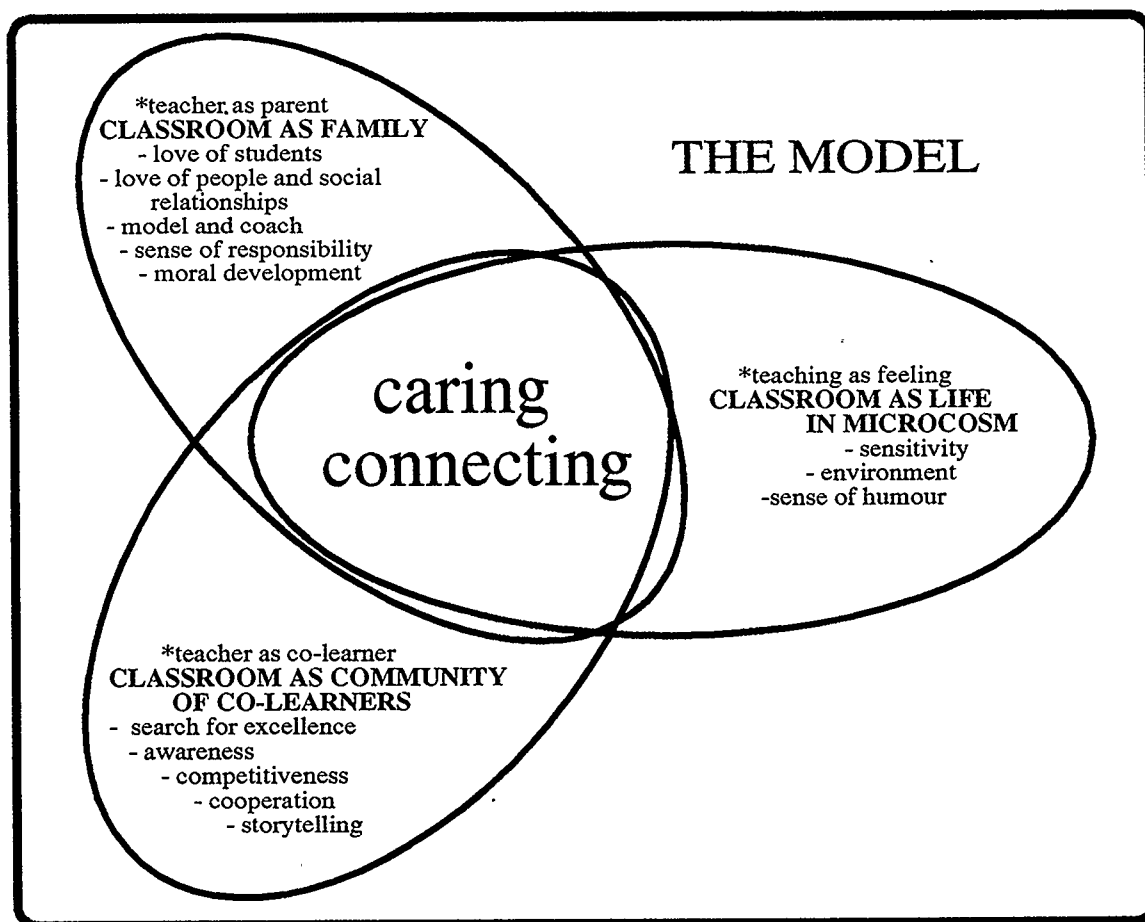 THE MODEL
*teacher as parent
CLASSROOM AS FAMILY
- love of students
- love of people and social
relationships
- model and coach
- sense of responsibility
- moral development
caring
connecting
*teaching as feeling
CLASSROOM AS LIFE
IN MICROCOSM
- sensitivity
- environment
-sense of humour
*teacher as co-learner
CLASSROOM AS COMMUNITY
OF CO-LEARNERS
- search for excellence
- awareness
- competitiveness
- cooperation
- storytelling